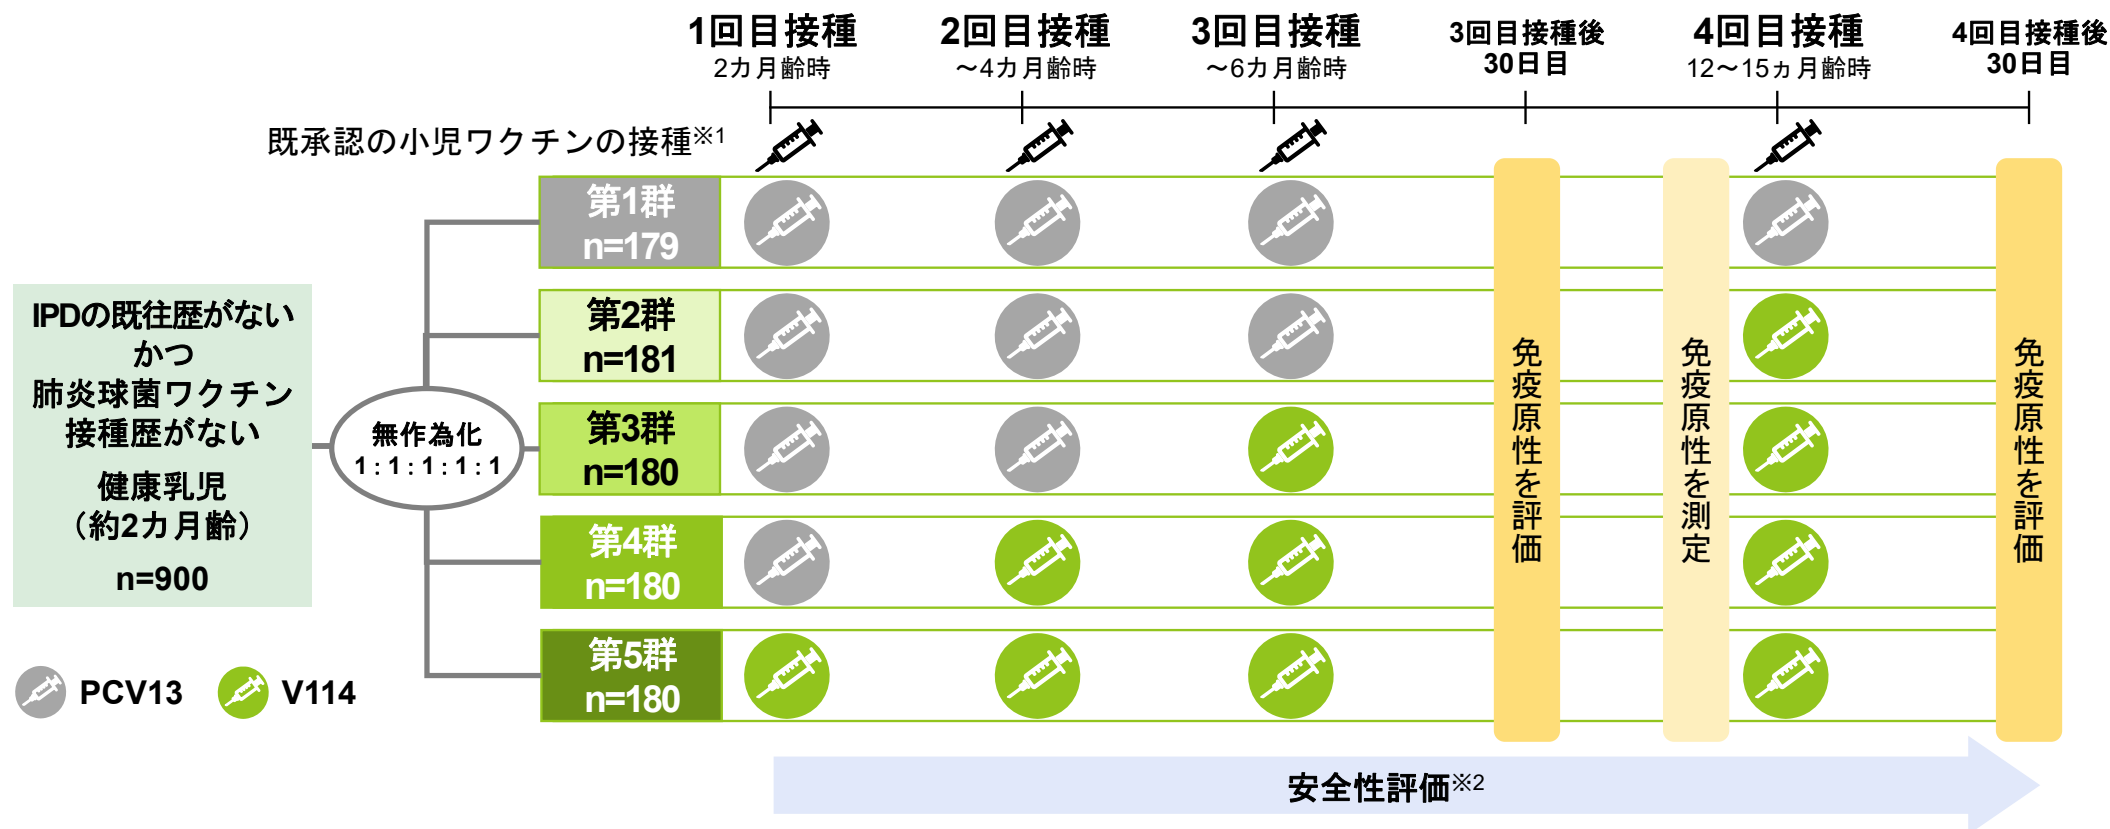 1回目接種
2カ月齢時
2回目接種
～4カ月齢時
3回目接種
～6カ月齢時
3回目接種後
30日目
4回目接種
12～15ヵ月齢時
4回目接種後
30日目
既承認の小児ワクチンの接種※1
IPDの既往歴がない
かつ
肺炎球菌ワクチン
接種歴がない
健康乳児
（約2カ月齢）
n=900
無作為化
1：1：1：1：1
第1群
n=179
第2群
n=181
第3群
n=180
第4群
n=180
第5群
n=180
免疫原性を評価
免疫原性を測定
免疫原性を評価
PCV13
V114
安全性評価※2